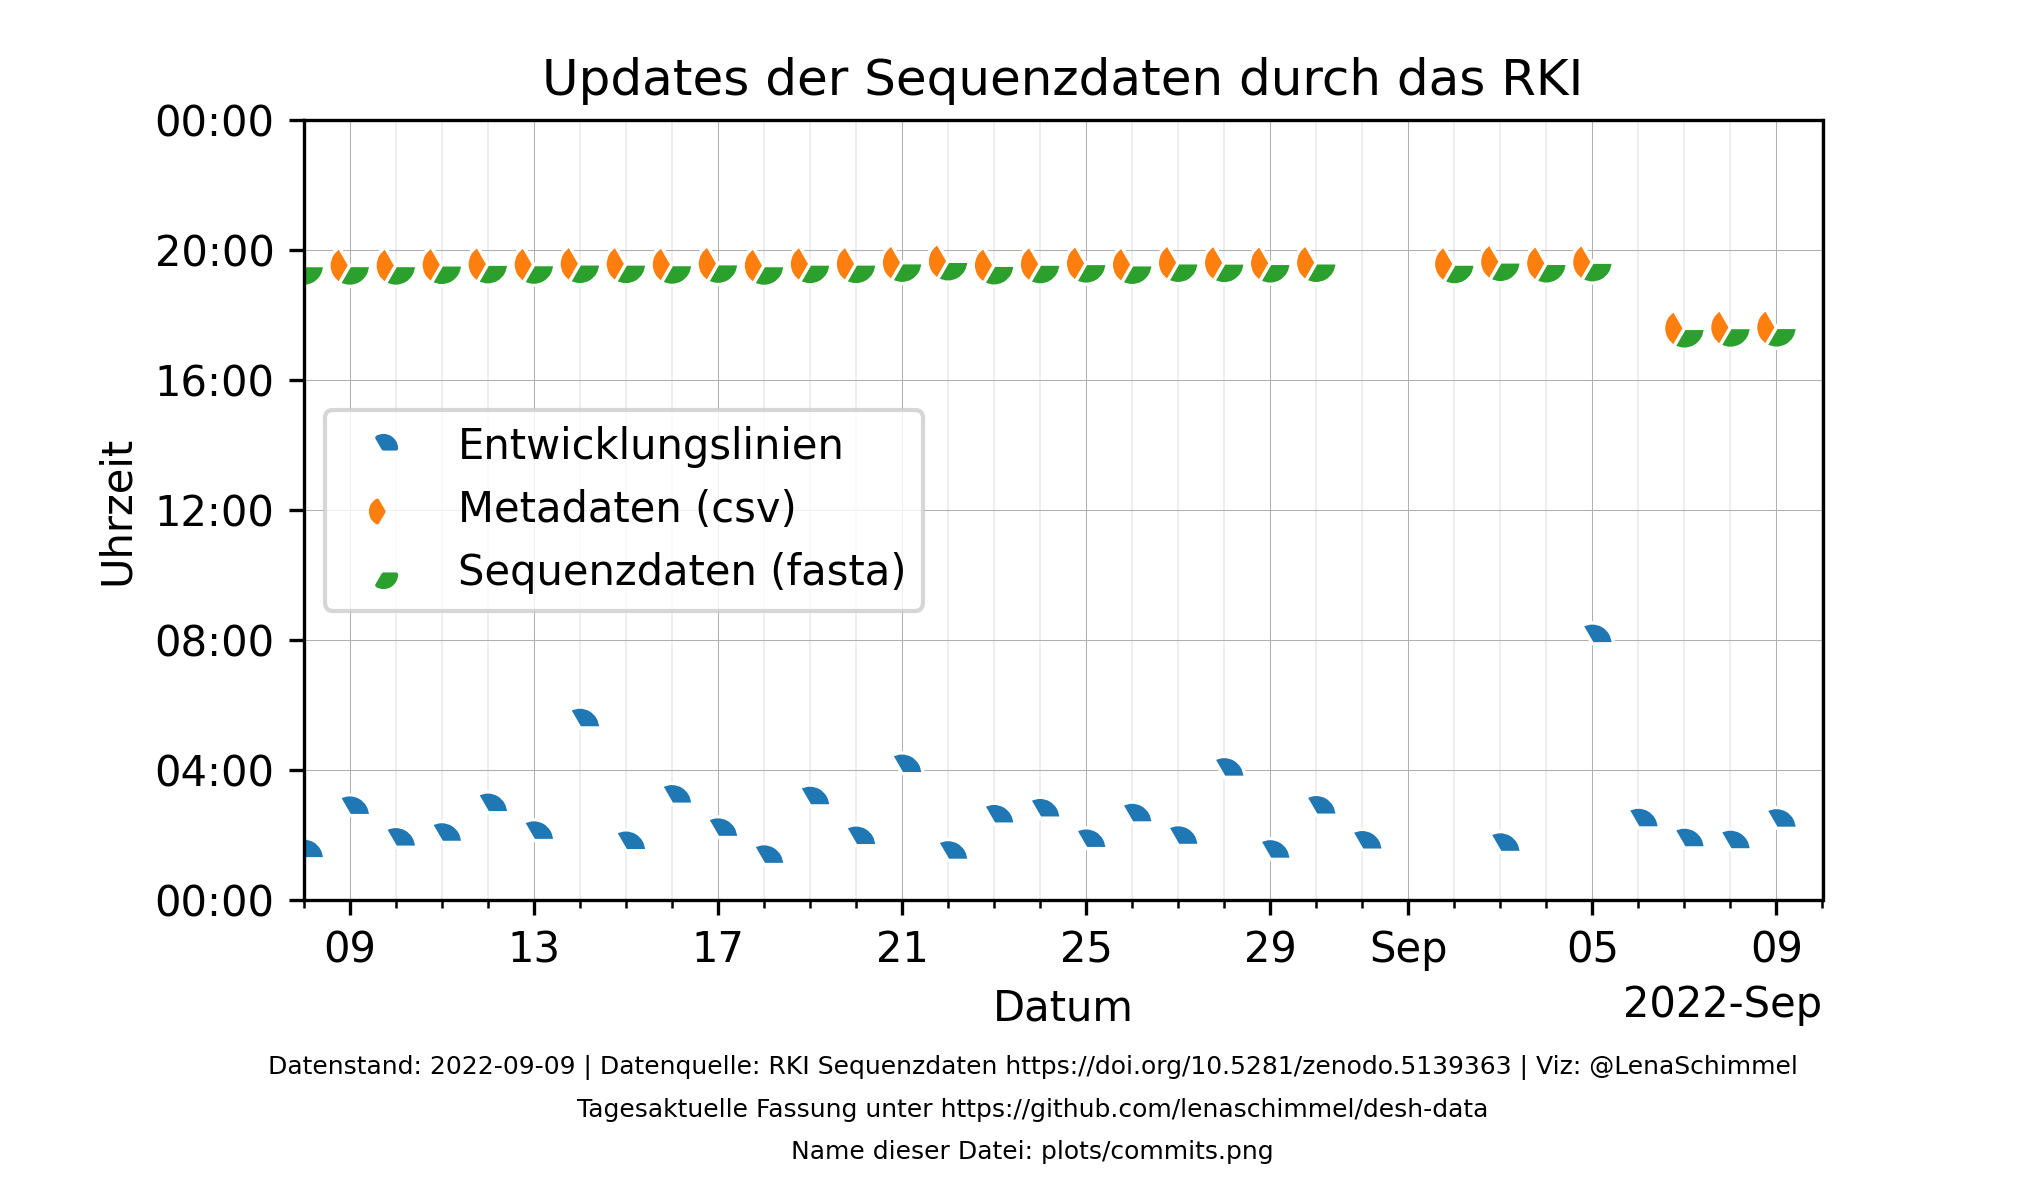 Updates der Sequenzdaten durch das RKI
00:00
20:00
16:00
12:00
08:00
04:00
00:00
Uhrzeit
Entwicklungslinien
Metadaten (csv)
Sequenzdaten (fasta)
09 13 17 21 25 29 Sep 05 09
Datum
2022-Sep
Datenstand: 2022-09-09 | Datenquelle: RKI Sequenzdaten https://doi.org/10.5281/zenodo.5139363 | Viz: @LenaSchimmel
Tagesaktuelle Fassung unter https://github.com/lenaschimmel/desh-data
Name dieser Datei: plots/commits.png